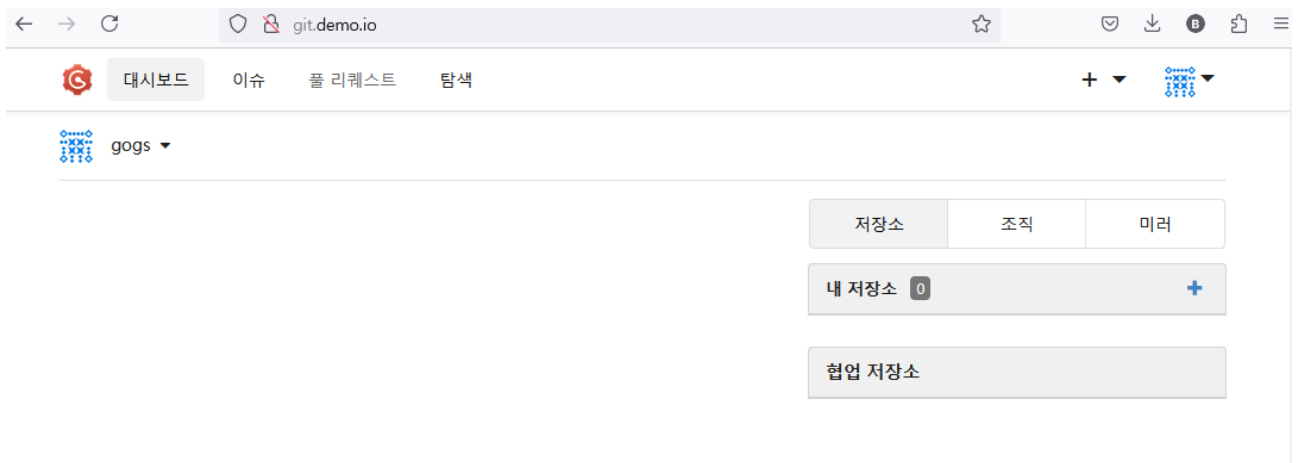 git.demo.io
B
대시보드 이슈 풀 리퀘스트 탐색
gogs
저장소 조직 미러
내 저장소 0
협업 저장소